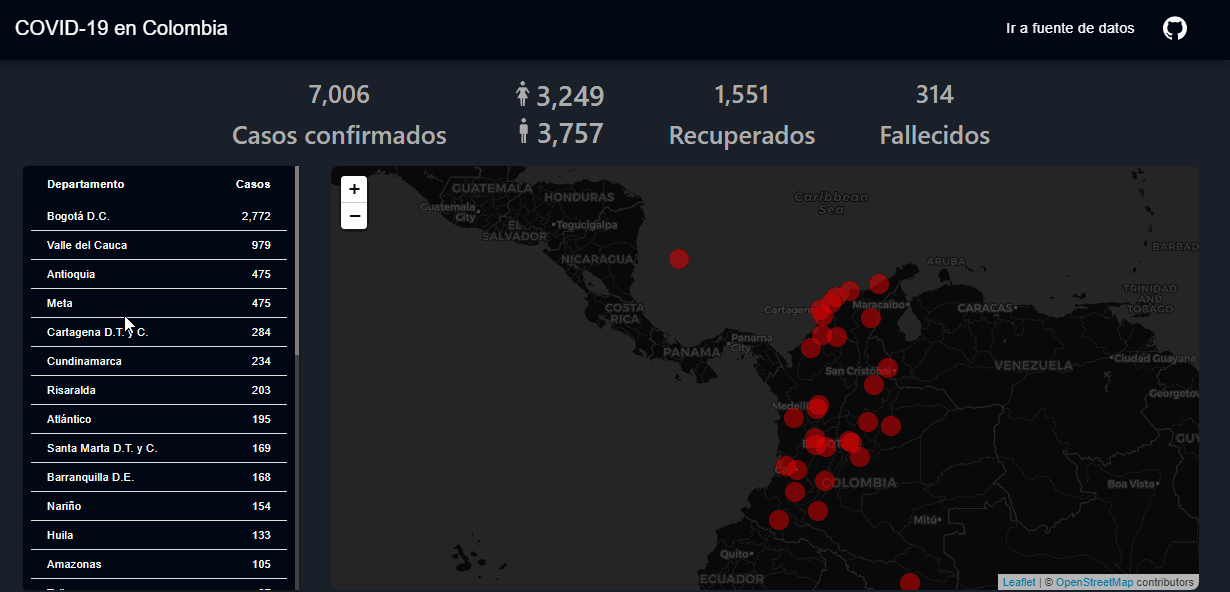 COVID-19 en Colombia
Ir a fuente de datos
7,006
Casos confirmados
3,249
3,757
1,551
Recuperados
314
Fallecidos
Departamento Casos
Bogotá D.C. 2,772
Valle del Cauca 979
Antioquia 475
Meta 475
Cartagena D.T. y C. 284
Cundinamarca 234
Risaralda 203
Atlántico 195
Santa Marta D.T. y C. 169
Barranquilla D.E. 168
Nariño 154
Huila 133
Amazonas 105
+
−
GUATEMALA
Guatemala
City
HONDURAS
Tegucigalpa
EL
SALVADOR
NICARAGUA
COSTA
RICA
PANAMA
Panama
City
Caribbean
Sea
ARUBA
BARBAD
TRINIDAD
AND
TOBAGO
Cartagen
Maracaibo
CARACAS
San Cristóbal
VENEZUELA
Ciudad Guayana
Georgetow
GUY
Medellí
COLOMBIA
Boa Vista
Mitú
Quito
ECUADOR
Leaflet | © OpenStreetMap contributors